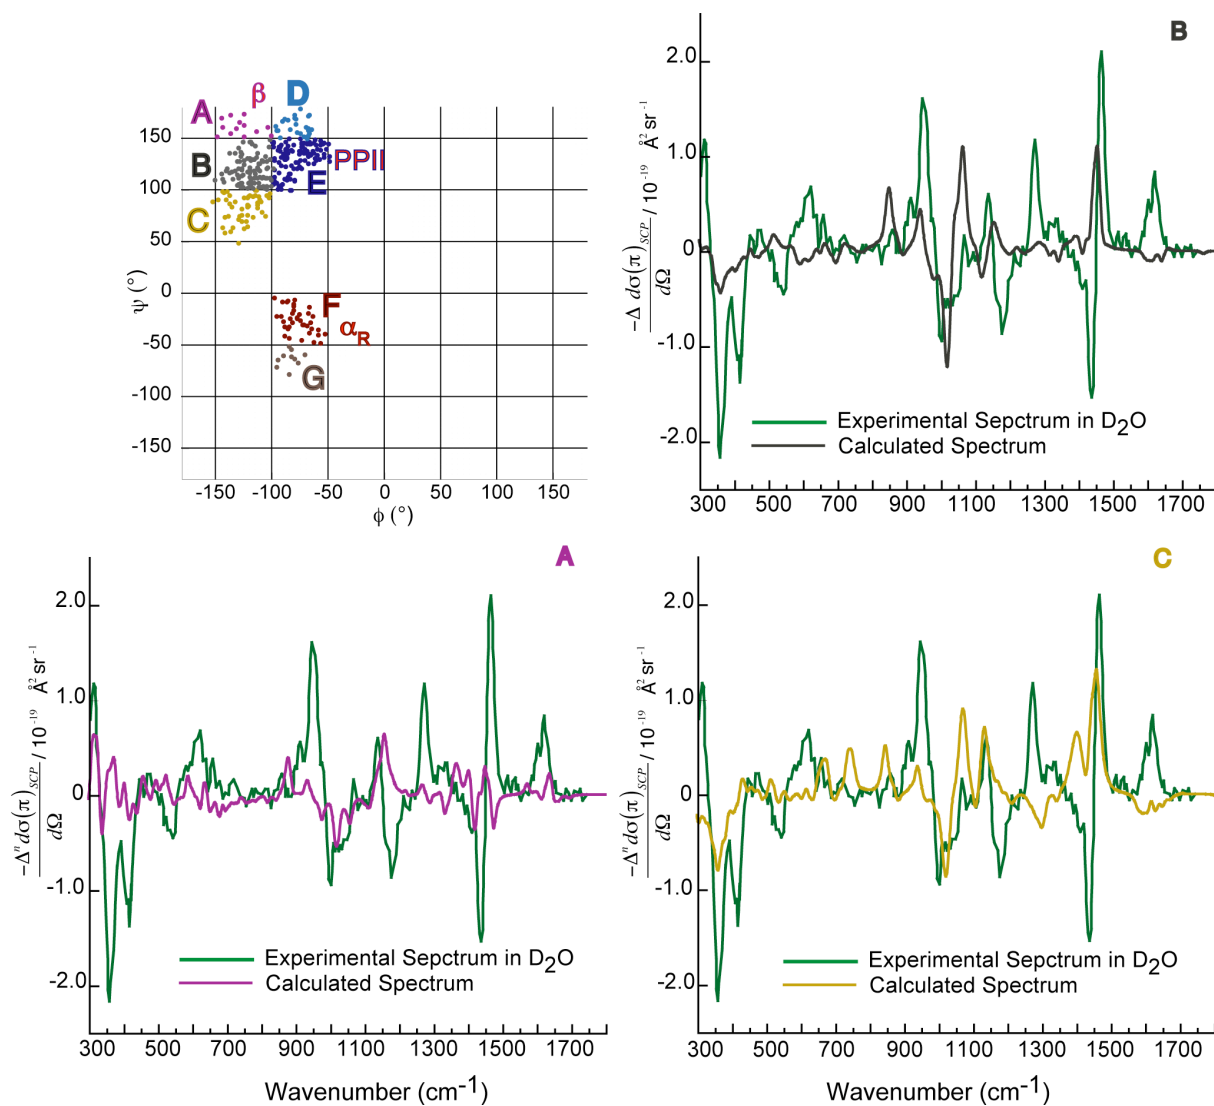 A
β
D
150
B
PPII
100
E
C
50
0
F
α_R
-50
G
-100
-150
ψ (°)
-150 -100 -50 0 50 100 150
ϕ (°)
B
2.0
1.0
0
-1.0
-2.0
-Δ dσ(π)_SCP / dΩ / 10⁻¹⁹ Å² sr⁻¹
Experimental Sepctrum in D₂O
Calculated Spectrum
300 500 700 900 1100 1300 1500 1700
A
2.0
1.0
0
-1.0
-2.0
-Δⁿ dσ(π)_SCP / dΩ / 10⁻¹⁹ Å² sr⁻¹
Experimental Sepctrum in D₂O
Calculated Spectrum
300 500 700 900 1100 1300 1500 1700
Wavenumber (cm⁻¹)
C
2.0
1.0
0
-1.0
-2.0
-Δⁿ dσ(π)_SCP / dΩ / 10⁻¹⁹ Å² sr⁻¹
Experimental Sepctrum in D₂O
Calculated Spectrum
300 500 700 900 1100 1300 1500 1700
Wavenumber (cm⁻¹)